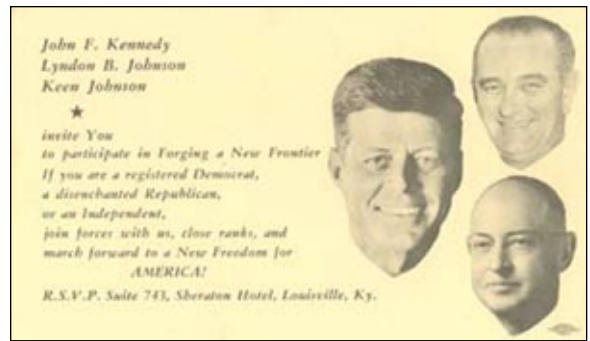 John F. Kennedy
Lyndon B. Johnson
Keen Johnson
invite You
to participate in Forging a New Frontier
If you are a registered Democrat,
a disenchanted Republican,
or an Independent,
join forces with us, close ranks, and
march forward to a New Freedom for
AMERICA!
R.S.V.P. Suite 743, Sheraton Hotel, Louisville, Ky.